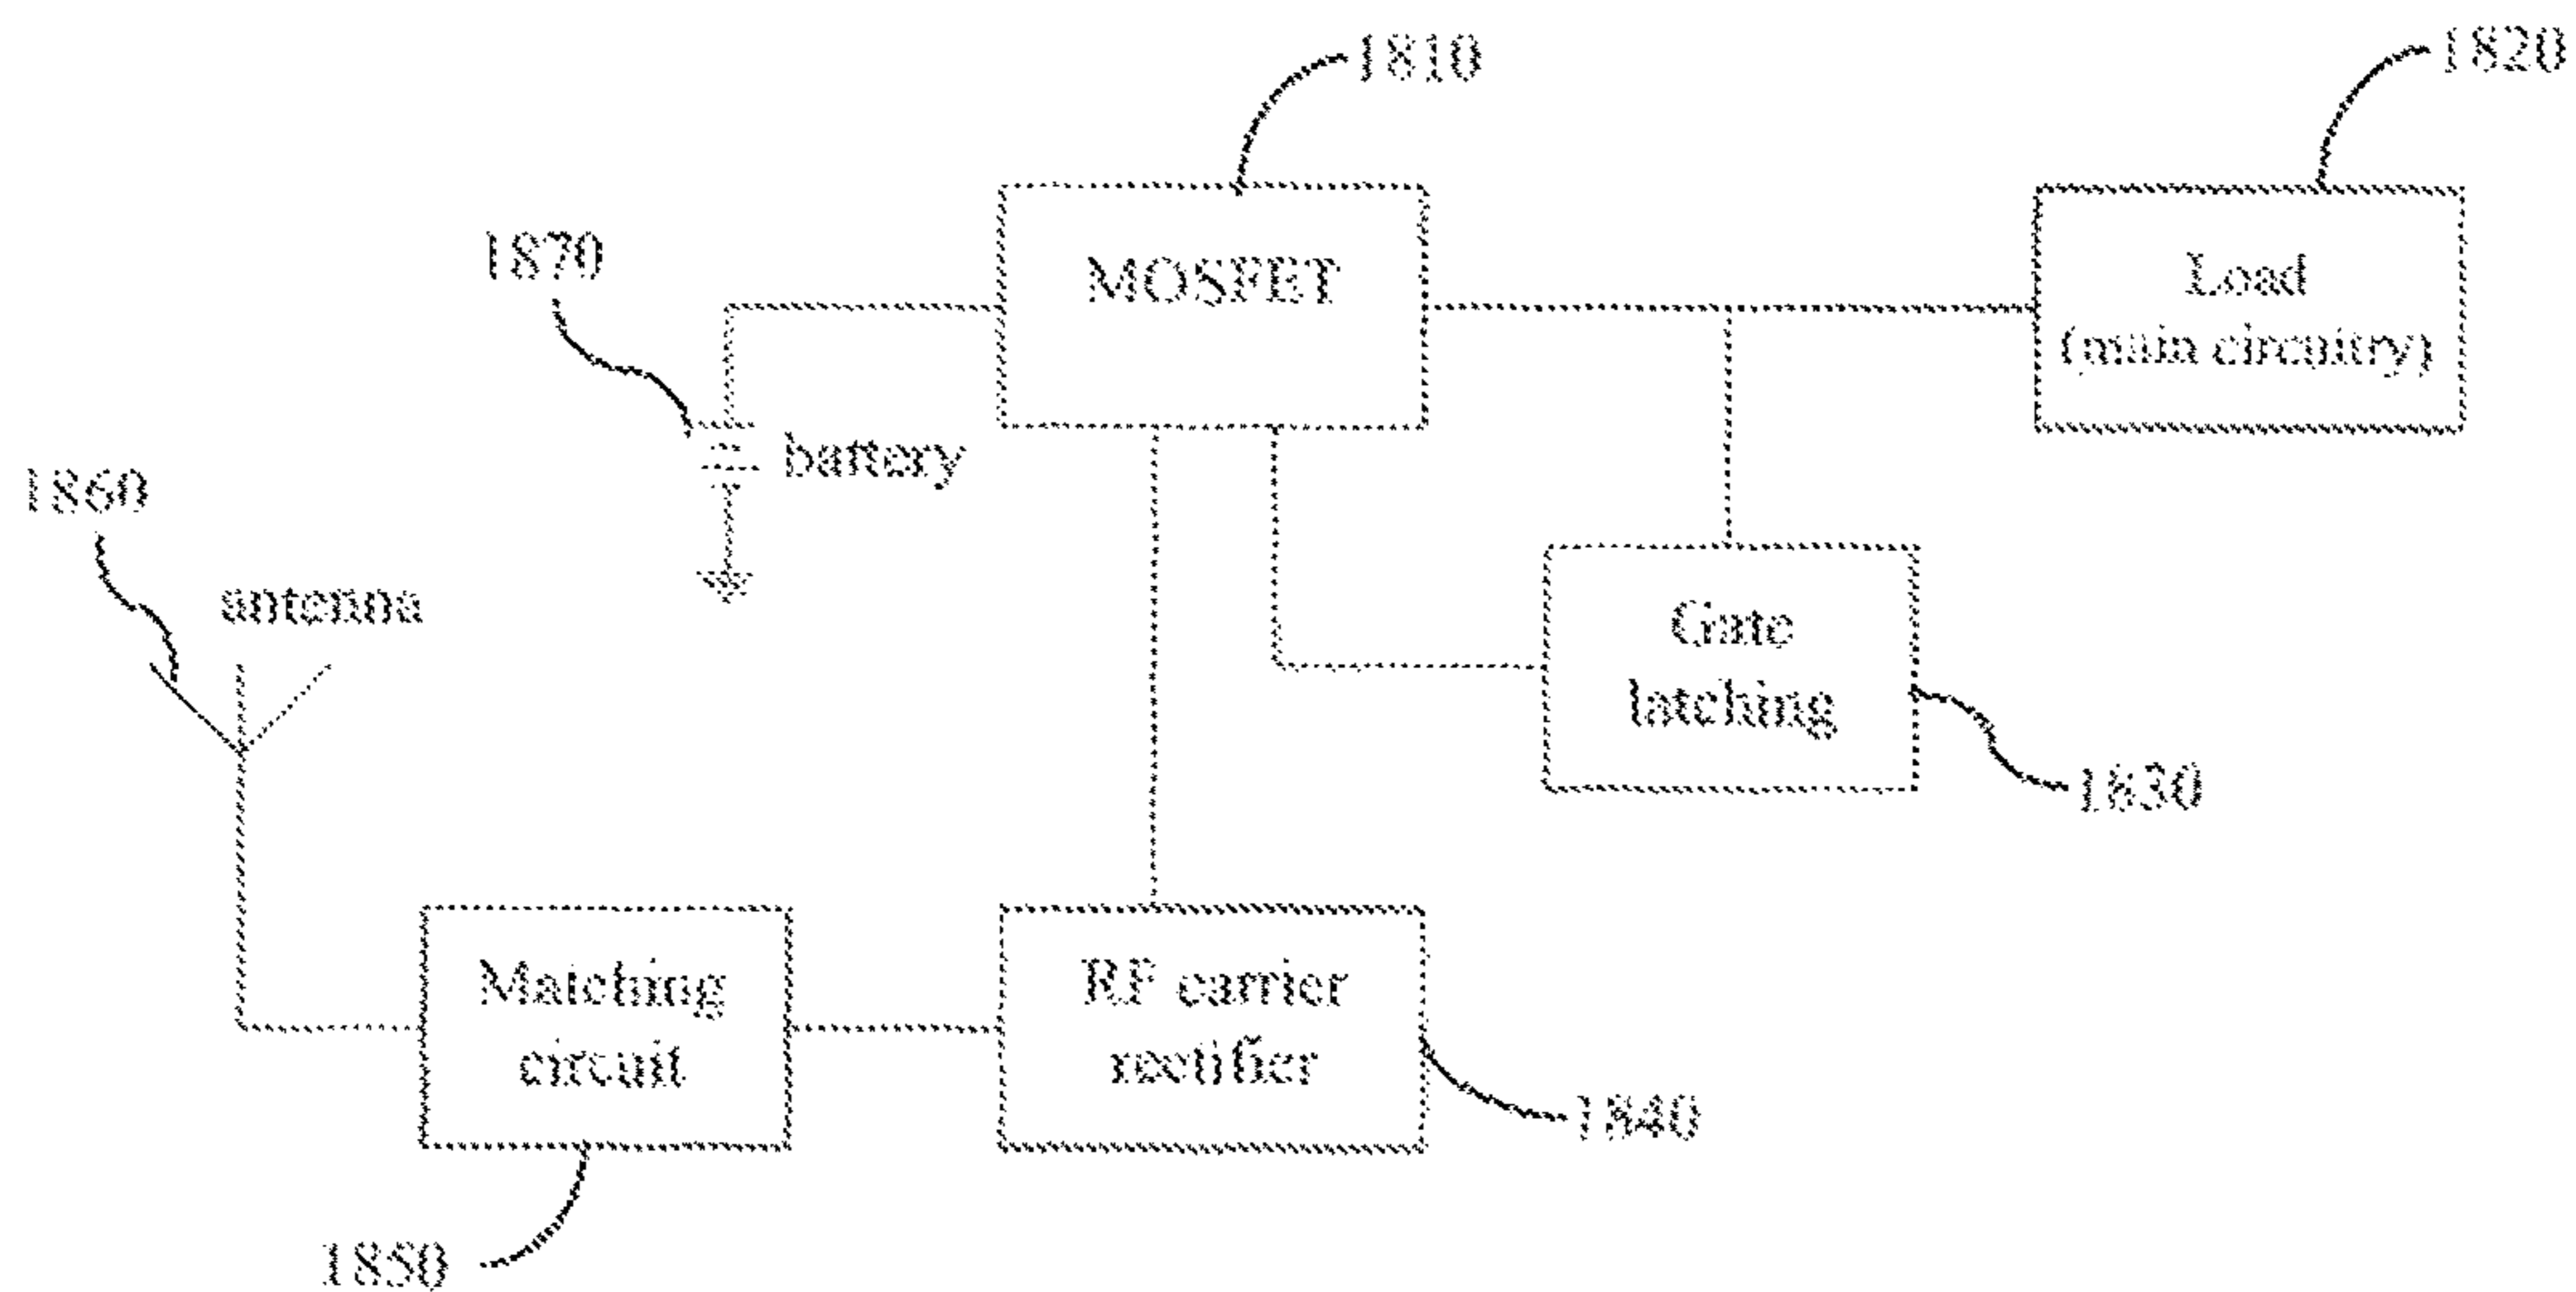 1810
1820
1870
MOSFET
Load
(main circuitry)
battery
1860
antenna
Gate
latching
1830
Matching
circuit
RF carrier
rectifier
1840
1850